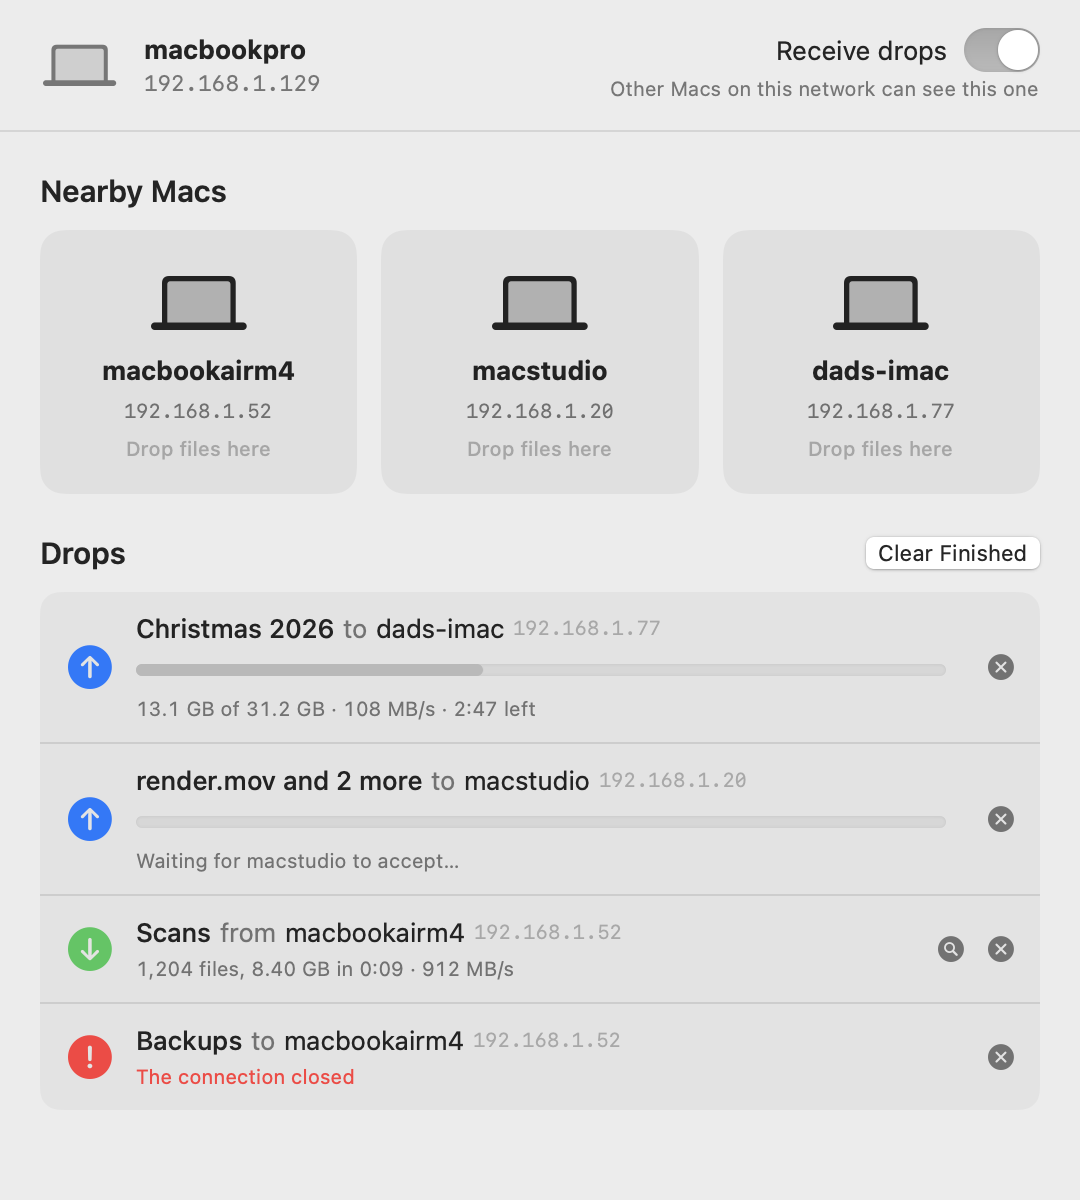 macbookpro
192.168.1.129
Receive drops
Other Macs on this network can see this one
Nearby Macs
macbookairm4
192.168.1.52
Drop files here
macstudio
192.168.1.20
Drop files here
dads-imac
192.168.1.77
Drop files here
Drops
Clear Finished
Christmas 2026 to dads-imac 192.168.1.77
13.1 GB of 31.2 GB · 108 MB/s · 2:47 left
render.mov and 2 more to macstudio 192.168.1.20
Waiting for macstudio to accept...
Scans from macbookairm4 192.168.1.52
1,204 files, 8.40 GB in 0:09 · 912 MB/s
Backups to macbookairm4 192.168.1.52
The connection closed